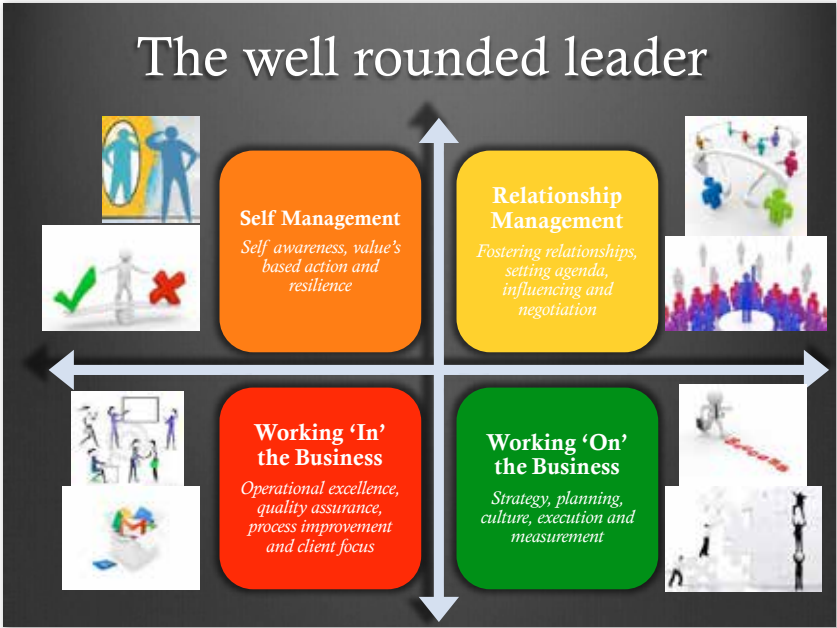 The well rounded leader
Self Management
Self awareness, value’s
based action and
resilience
Relationship
Management
Fostering relationships,
setting agenda,
influencing and
negotiation
Working ‘In’
the Business
Operational excellence,
quality assurance,
process improvement
and client focus
Working ‘On’
the Business
Strategy, planning,
culture, execution and
measurement